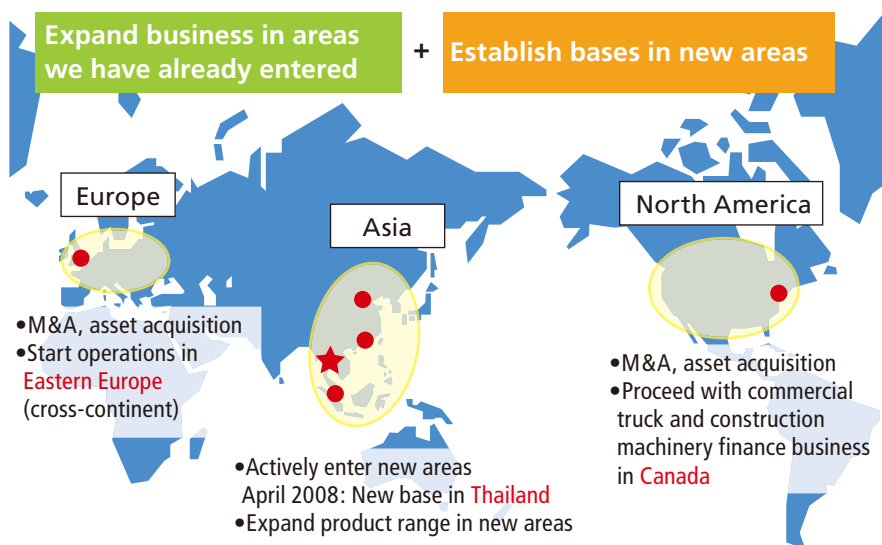 Expand business in areas
we have already entered
+
Establish bases in new areas
Europe
•M&A, asset acquisition
•Start operations in
Eastern Europe
(cross-continent)
Asia
•Actively enter new areas
April 2008: New base in Thailand
•Expand product range in new areas
North America
•M&A, asset acquisition
•Proceed with commercial
truck and construction
machinery finance business
in Canada